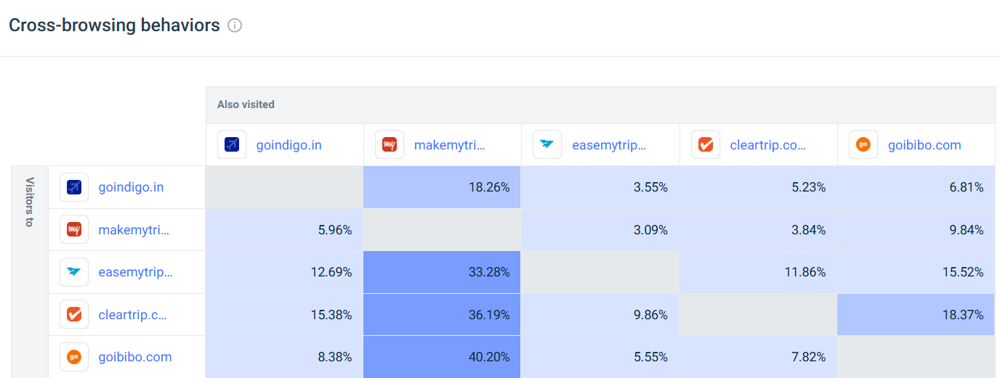 Cross-browsing behaviors
Also visited
goindigo.in makemytri... easemytrip... cleartrip.co... goibibo.com
Visitors to
goindigo.in 18.26% 3.55% 5.23% 6.81%
makemytri... 5.96% 3.09% 3.84% 9.84%
easemytrip... 12.69% 33.28% 11.86% 15.52%
cleartrip.c... 15.38% 36.19% 9.86% 18.37%
goibibo.com 8.38% 40.20% 5.55% 7.82%